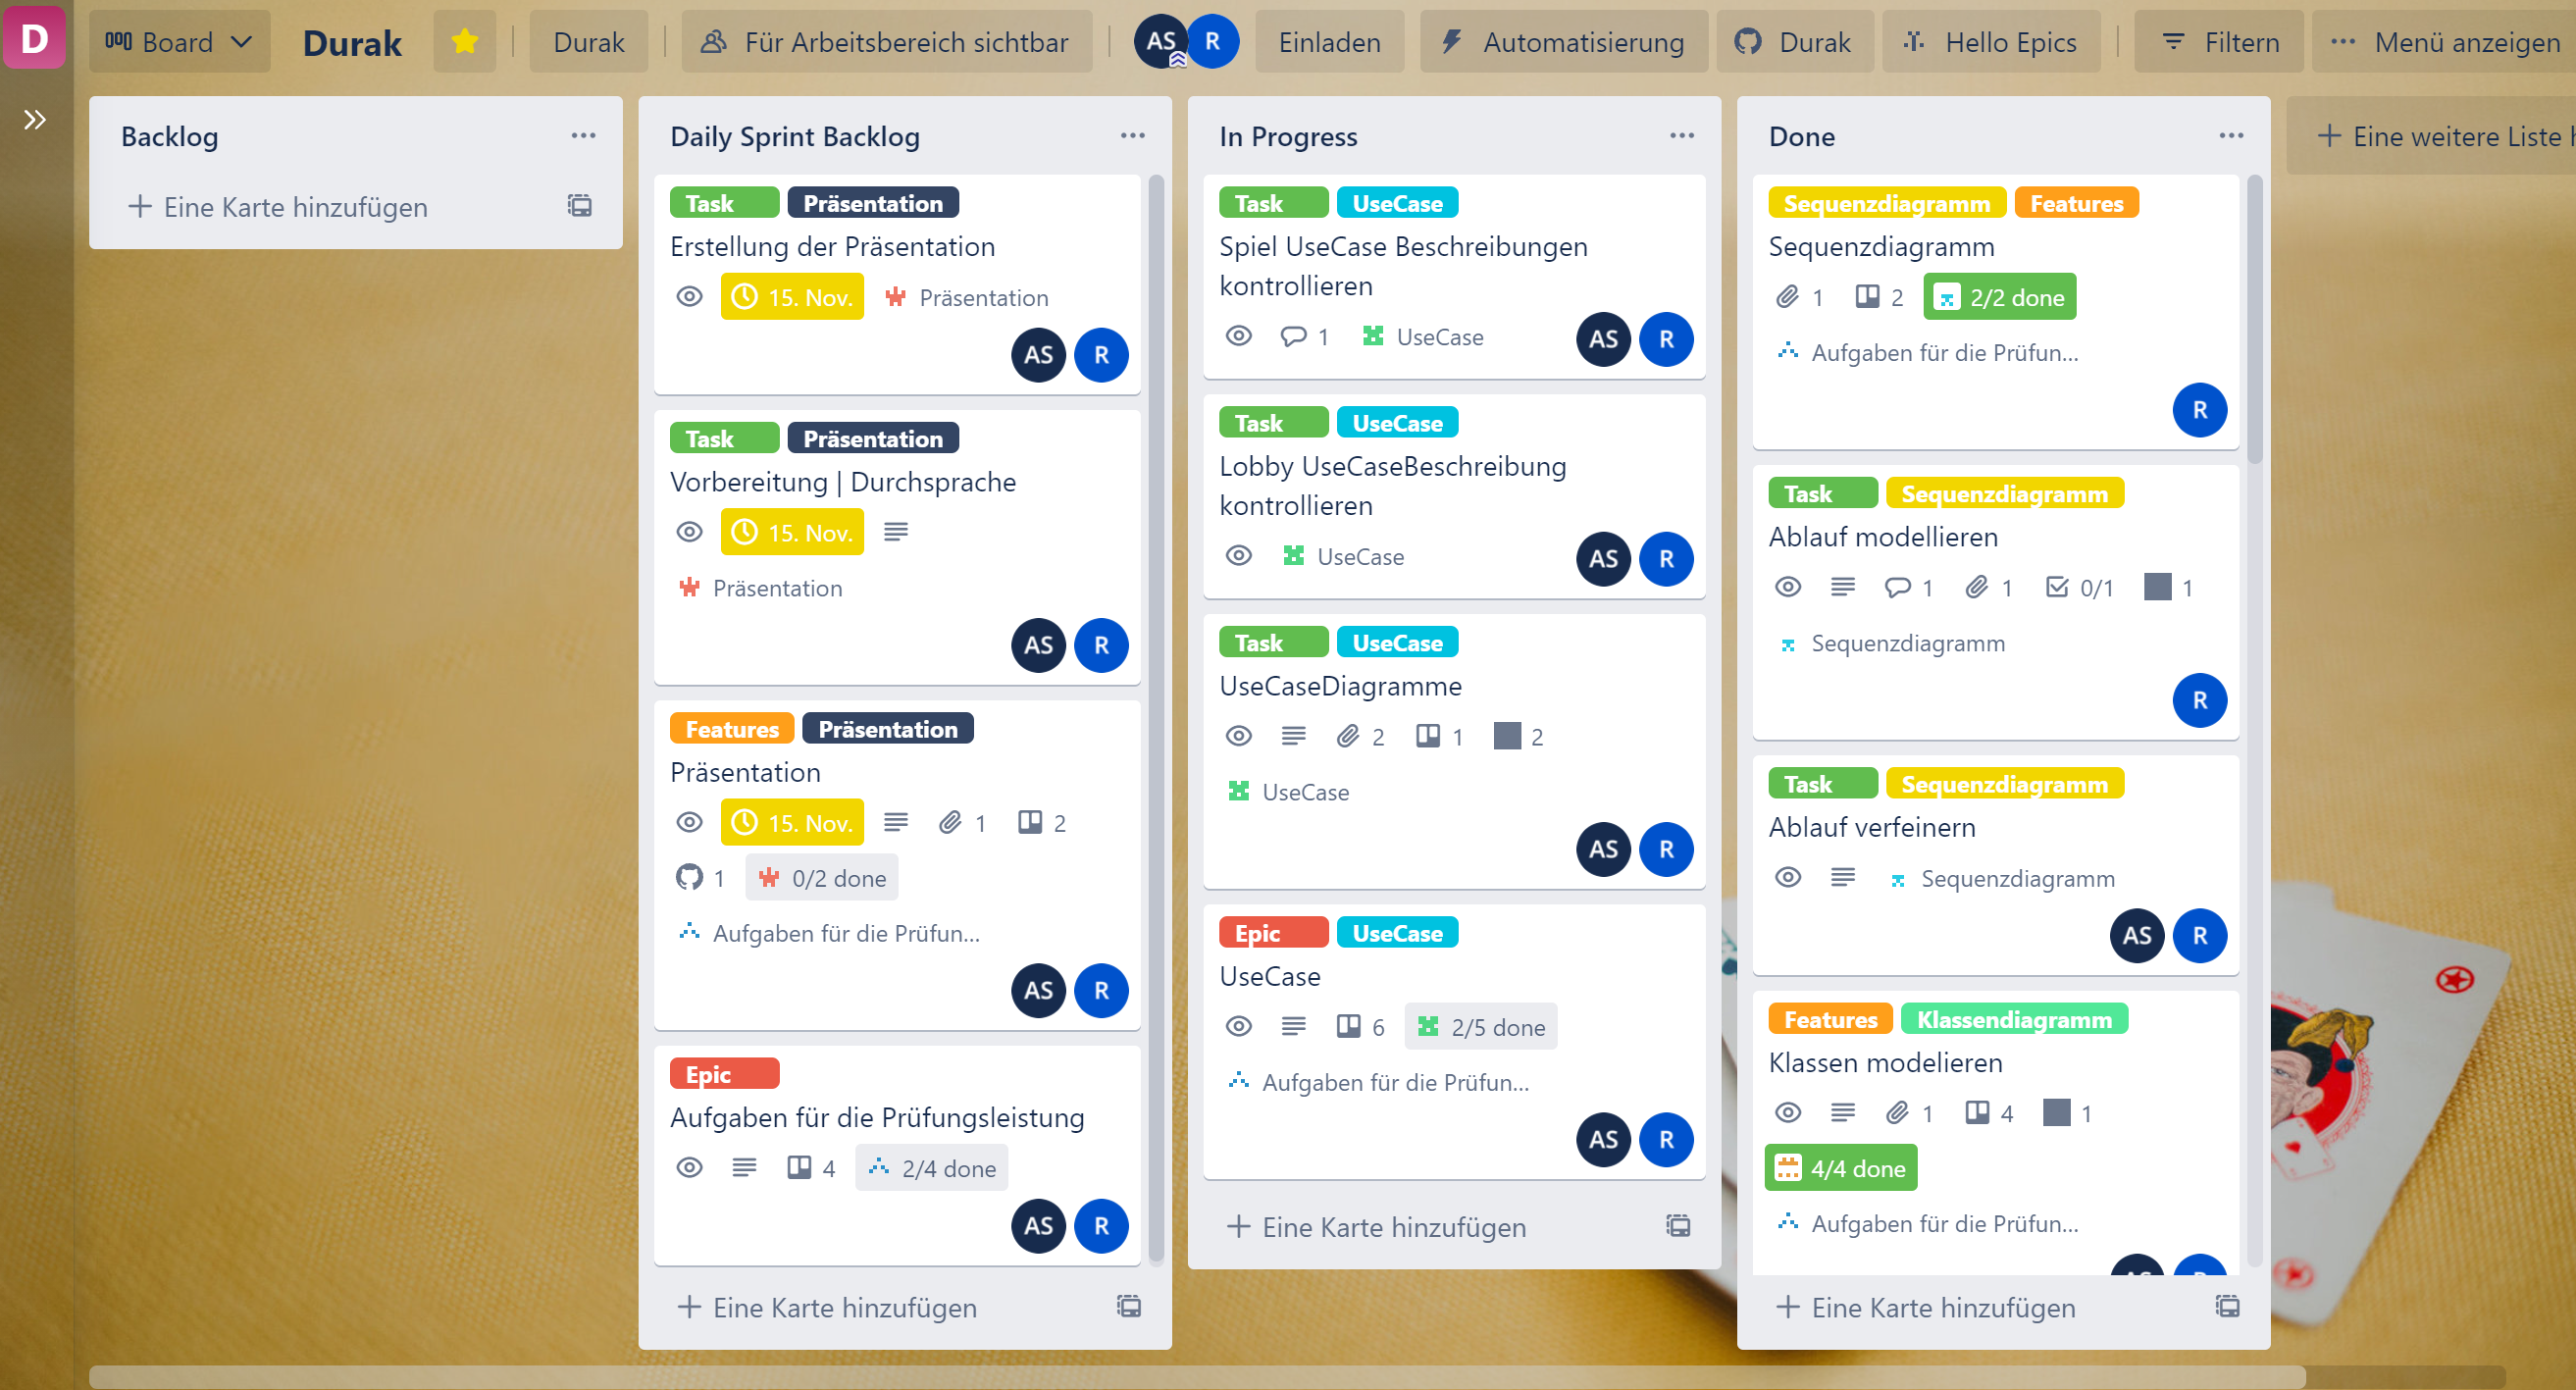 D
Board
Durak
Durak
Für Arbeitsbereich sichtbar
AS
R
Einladen
Automatisierung
Durak
Hello Epics
Filtern
Menü anzeigen
Backlog
Eine Karte hinzufügen
Daily Sprint Backlog
Task Präsentation
Erstellung der Präsentation
15. Nov. Präsentation
AS R
Task Präsentation
Vorbereitung | Durchsprache
15. Nov.
Präsentation
AS R
Features Präsentation
Präsentation
15. Nov. 1 2
1 0/2 done
Aufgaben für die Prüfun...
AS R
Epic
Aufgaben für die Prüfungsleistung
4 2/4 done
AS R
Eine Karte hinzufügen
In Progress
Task UseCase
Spiel UseCase Beschreibungen
kontrollieren
1 UseCase AS R
Task UseCase
Lobby UseCaseBeschreibung
kontrollieren
UseCase AS R
Task UseCase
UseCaseDiagramme
2 1 2
UseCase
AS R
Epic UseCase
UseCase
6 2/5 done
Aufgaben für die Prüfun...
AS R
Eine Karte hinzufügen
Done
Sequenzdiagramm Features
Sequenzdiagramm
1 2 2/2 done
Aufgaben für die Prüfun...
R
Task Sequenzdiagramm
Ablauf modellieren
1 1 0/1 1
Sequenzdiagramm
R
Task Sequenzdiagramm
Ablauf verfeinern
Sequenzdiagramm
AS R
Features Klassendiagramm
Klassen modelieren
1 4 1
4/4 done
Aufgaben für die Prüfun...
AS R
Eine Karte hinzufügen
Eine weitere Liste